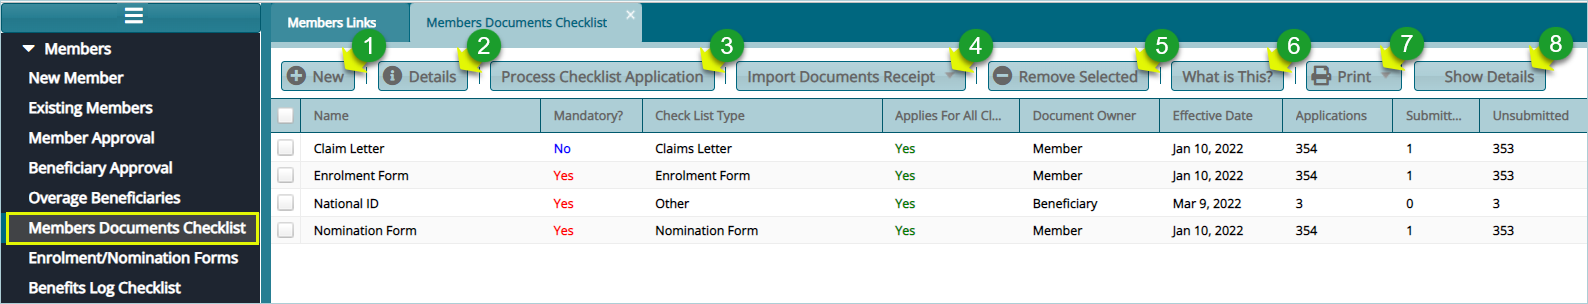 Members Links
Members Documents Checklist ×
1 2 3 4 5 6 7 8
New Details Process Checklist Application Import Documents Receipt Remove Selected What is This? Print Show Details
Members
New Member
Existing Members
Member Approval
Beneficiary Approval
Overage Beneficiaries
Members Documents Checklist
Enrolment/Nomination Forms
Benefits Log Checklist
Name Mandatory? Check List Type Applies For All Cl... Document Owner Effective Date Applications Submitt... Unsubmitted
Claim Letter No Claims Letter Yes Member Jan 10, 2022 354 1 353
Enrolment Form Yes Enrolment Form Yes Member Jan 10, 2022 354 1 353
National ID Yes Other Yes Beneficiary Mar 9, 2022 3 0 3
Nomination Form Yes Nomination Form Yes Member Jan 10, 2022 354 1 353